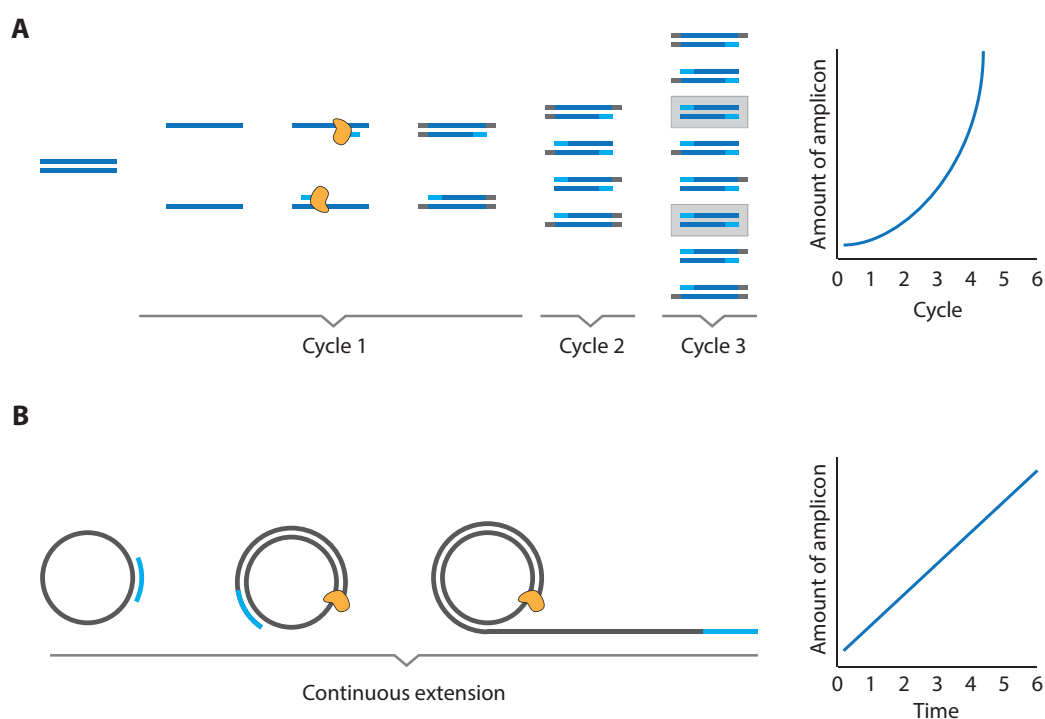 A
Cycle 1
Cycle 2
Cycle 3
Amount of amplicon
0 1 2 3 4 5 6
Cycle
B
Continuous extension
Amount of amplicon
0 1 2 3 4 5 6
Time